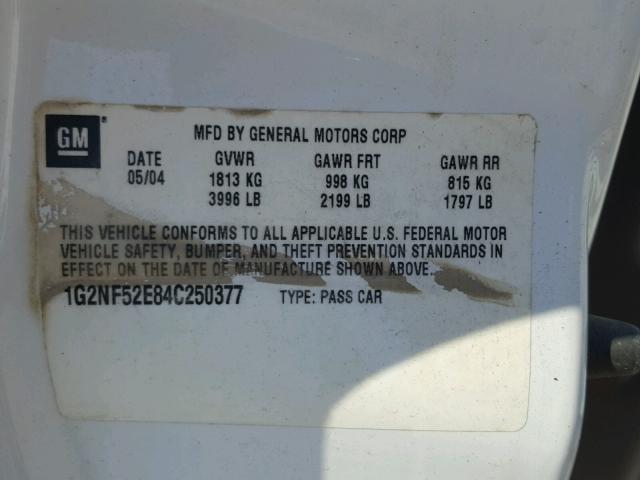 GM
MFD BY GENERAL MOTORS CORP
DATE GVWR GAWR FRT GAWR RR
05/04 1813 KG 998 KG 815 KG
3996 LB 2199 LB 1797 LB
THIS VEHICLE CONFORMS TO ALL APPLICABLE U.S. FEDERAL MOTOR
VEHICLE SAFETY, BUMPER, AND THEFT PREVENTION STANDARDS IN
EFFECT ON THE DATE OF MANUFACTURE SHOWN ABOVE.
1G2NF52E84C250377 TYPE: PASS CAR